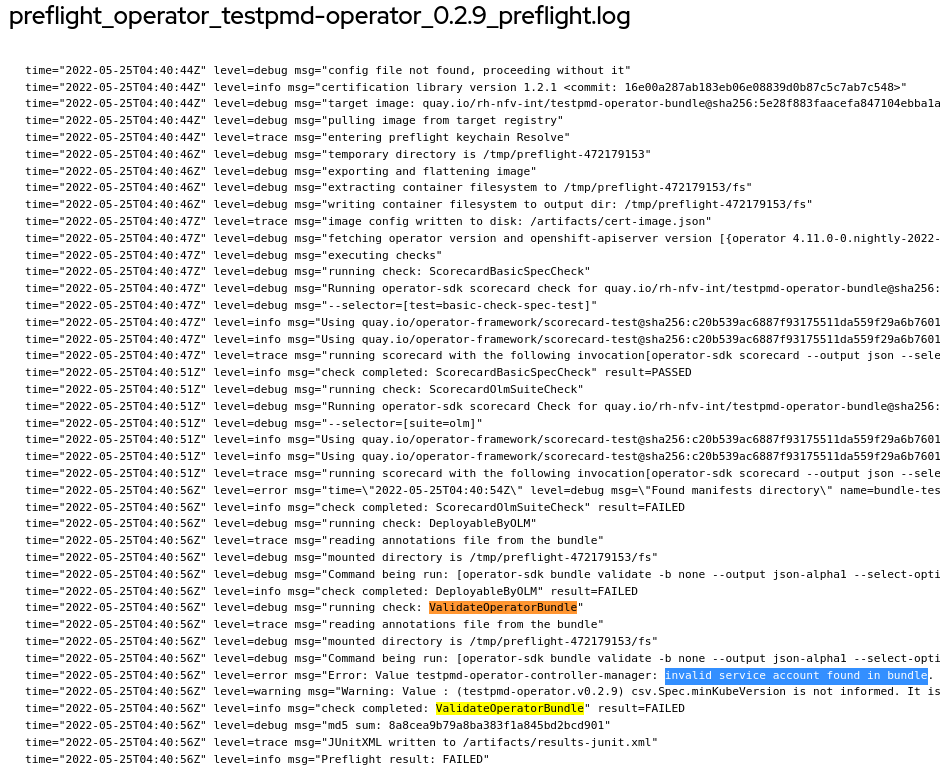 preflight_operator_testpmd-operator_0.2.9_preflight.log
time="2022-05-25T04:40:44Z" level=debug msg="config file not found, proceeding without it"
time="2022-05-25T04:40:44Z" level=info msg="certification library version 1.2.1 <commit: 16e00a287ab183eb06e08839d0b87c5c7ab7c548>"
time="2022-05-25T04:40:44Z" level=debug msg="target image: quay.io/rh-nfv-int/testpmd-operator-bundle@sha256:5e28f883faacefa847104ebba1a
time="2022-05-25T04:40:44Z" level=debug msg="pulling image from target registry"
time="2022-05-25T04:40:44Z" level=trace msg="entering preflight keychain Resolve"
time="2022-05-25T04:40:46Z" level=debug msg="temporary directory is /tmp/preflight-472179153"
time="2022-05-25T04:40:46Z" level=debug msg="exporting and flattening image"
time="2022-05-25T04:40:46Z" level=debug msg="extracting container filesystem to /tmp/preflight-472179153/fs"
time="2022-05-25T04:40:46Z" level=debug msg="writing container filesystem to output dir: /tmp/preflight-472179153/fs"
time="2022-05-25T04:40:47Z" level=trace msg="image config written to disk: /artifacts/cert-image.json"
time="2022-05-25T04:40:47Z" level=debug msg="fetching operator version and openshift-apiserver version [{operator 4.11.0-0.nightly-2022-
time="2022-05-25T04:40:47Z" level=debug msg="executing checks"
time="2022-05-25T04:40:47Z" level=debug msg="running check: ScorecardBasicSpecCheck"
time="2022-05-25T04:40:47Z" level=debug msg="Running operator-sdk scorecard check for quay.io/rh-nfv-int/testpmd-operator-bundle@sha256:
time="2022-05-25T04:40:47Z" level=debug msg="--selector=[test=basic-check-spec-test]"
time="2022-05-25T04:40:47Z" level=info msg="Using quay.io/operator-framework/scorecard-test@sha256:c20b539ac6887f93175511da559f29a6b7601
time="2022-05-25T04:40:47Z" level=info msg="Using quay.io/operator-framework/scorecard-test@sha256:c20b539ac6887f93175511da559f29a6b7601
time="2022-05-25T04:40:47Z" level=trace msg="running scorecard with the following invocation[operator-sdk scorecard --output json --sele
time="2022-05-25T04:40:51Z" level=info msg="check completed: ScorecardBasicSpecCheck" result=PASSED
time="2022-05-25T04:40:51Z" level=debug msg="running check: ScorecardOlmSuiteCheck"
time="2022-05-25T04:40:51Z" level=debug msg="Running operator-sdk scorecard Check for quay.io/rh-nfv-int/testpmd-operator-bundle@sha256:
time="2022-05-25T04:40:51Z" level=debug msg="--selector=[suite=olm]"
time="2022-05-25T04:40:51Z" level=info msg="Using quay.io/operator-framework/scorecard-test@sha256:c20b539ac6887f93175511da559f29a6b7601
time="2022-05-25T04:40:51Z" level=info msg="Using quay.io/operator-framework/scorecard-test@sha256:c20b539ac6887f93175511da559f29a6b7601
time="2022-05-25T04:40:51Z" level=trace msg="running scorecard with the following invocation[operator-sdk scorecard --output json --sele
time="2022-05-25T04:40:56Z" level=error msg="time=\"2022-05-25T04:40:54Z\" level=debug msg=\"Found manifests directory\" name=bundle-tes
time="2022-05-25T04:40:56Z" level=info msg="check completed: ScorecardOlmSuiteCheck" result=FAILED
time="2022-05-25T04:40:56Z" level=debug msg="running check: DeployableByOLM"
time="2022-05-25T04:40:56Z" level=trace msg="reading annotations file from the bundle"
time="2022-05-25T04:40:56Z" level=debug msg="mounted directory is /tmp/preflight-472179153/fs"
time="2022-05-25T04:40:56Z" level=debug msg="Command being run: [operator-sdk bundle validate -b none --output json-alpha1 --select-opti
time="2022-05-25T04:40:56Z" level=info msg="check completed: DeployableByOLM" result=FAILED
time="2022-05-25T04:40:56Z" level=debug msg="running check: ValidateOperatorBundle"
time="2022-05-25T04:40:56Z" level=trace msg="reading annotations file from the bundle"
time="2022-05-25T04:40:56Z" level=debug msg="mounted directory is /tmp/preflight-472179153/fs"
time="2022-05-25T04:40:56Z" level=debug msg="Command being run: [operator-sdk bundle validate -b none --output json-alpha1 --select-opti
time="2022-05-25T04:40:56Z" level=error msg="Error: Value testpmd-operator-controller-manager: invalid service account found in bundle.
time="2022-05-25T04:40:56Z" level=warning msg="Warning: Value : (testpmd-operator.v0.2.9) csv.Spec.minKubeVersion is not informed. It is
time="2022-05-25T04:40:56Z" level=info msg="check completed: ValidateOperatorBundle" result=FAILED
time="2022-05-25T04:40:56Z" level=debug msg="md5 sum: 8a8cea9b79a8ba383f1a845bd2bcd901"
time="2022-05-25T04:40:56Z" level=trace msg="JUnitXML written to /artifacts/results-junit.xml"
time="2022-05-25T04:40:56Z" level=info msg="Preflight result: FAILED"